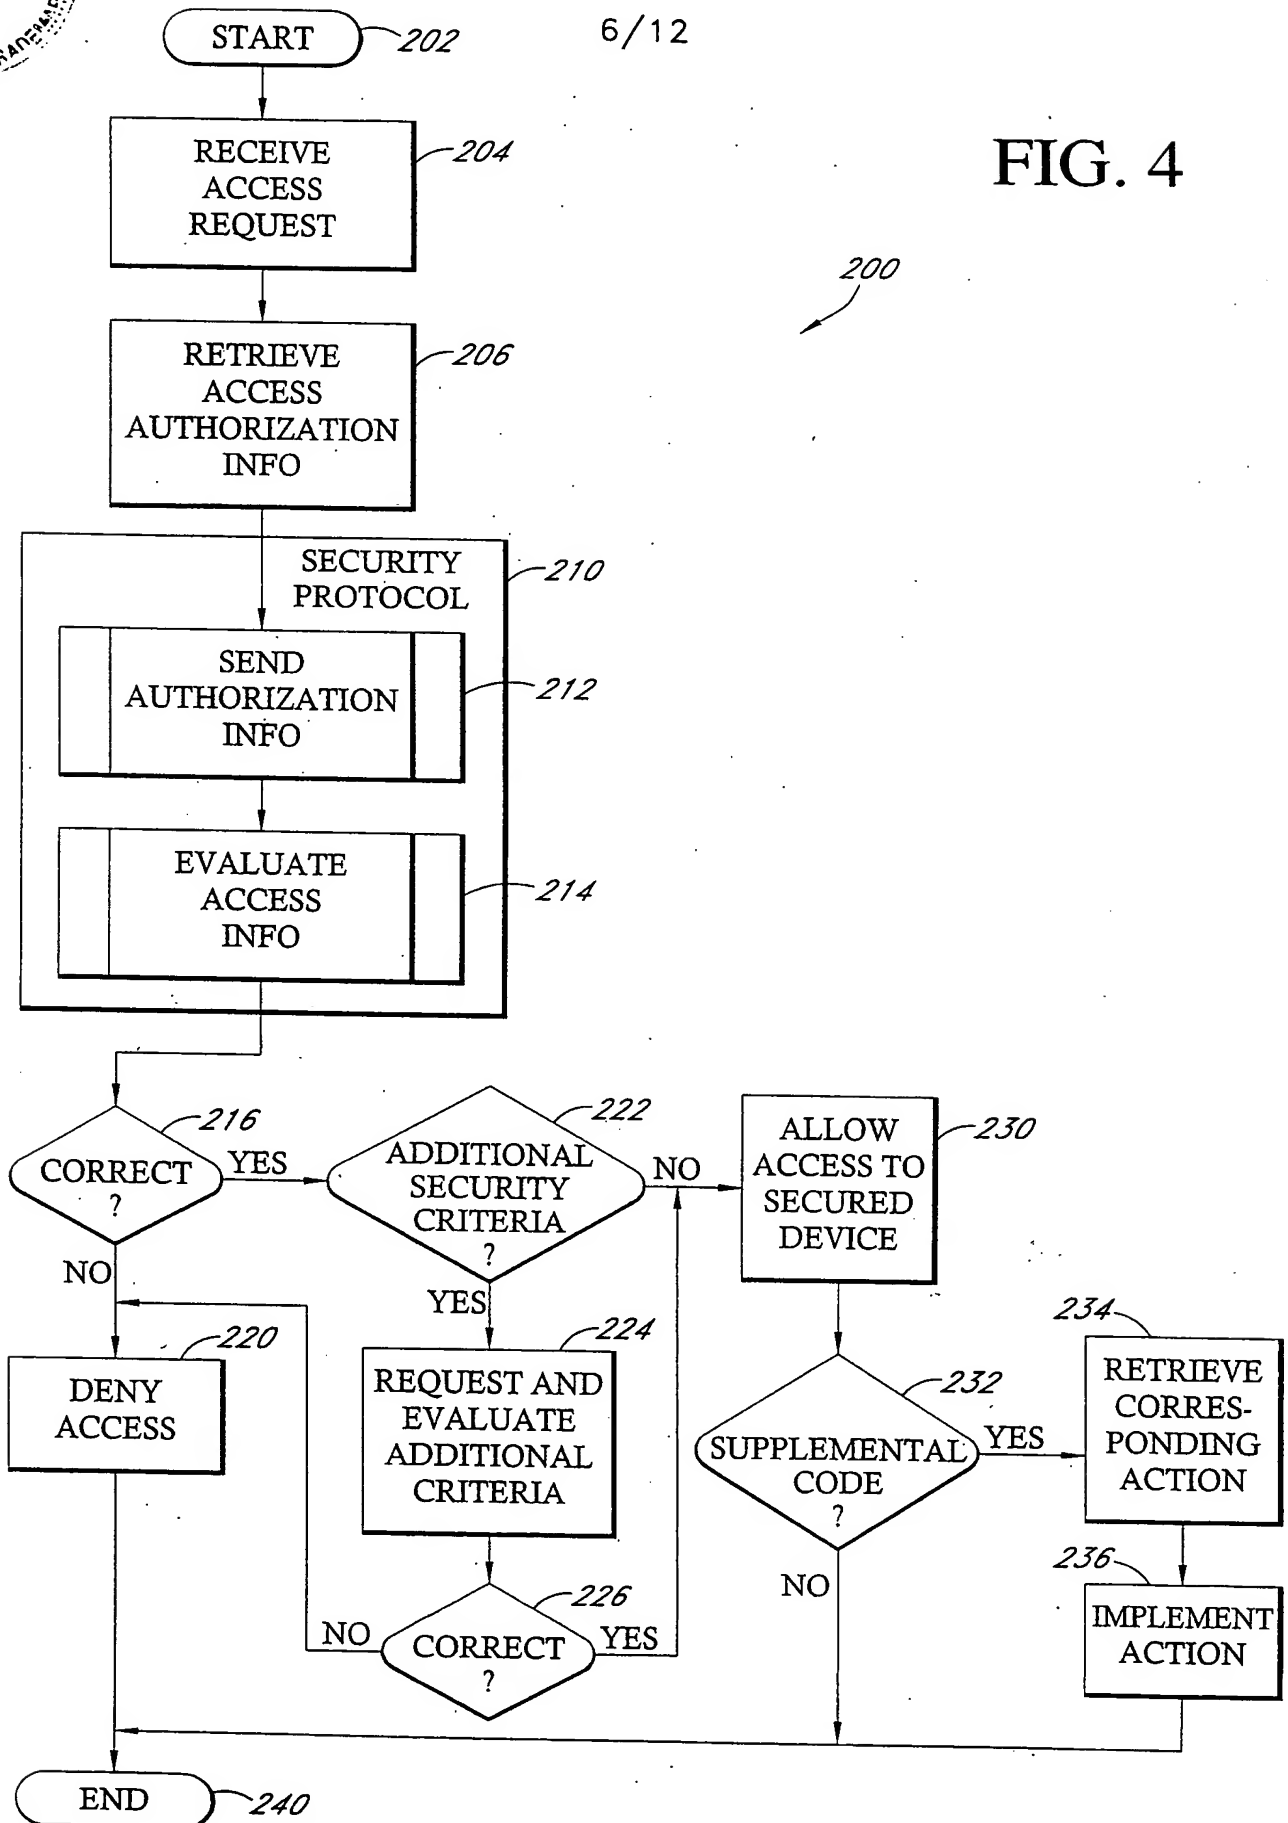 6/12
FIG. 4
200
START
202
RECEIVE
ACCESS
REQUEST
204
RETRIEVE
ACCESS
AUTHORIZATION
INFO
206
SECURITY
PROTOCOL
210
SEND
AUTHORIZATION
INFO
212
EVALUATE
ACCESS
INFO
214
CORRECT
?
216
YES
NO
DENY
ACCESS
220
ADDITIONAL
SECURITY
CRITERIA
?
222
NO
YES
REQUEST AND
EVALUATE
ADDITIONAL
CRITERIA
224
CORRECT
?
226
NO
YES
ALLOW
ACCESS TO
SECURED
DEVICE
230
SUPPLEMENTAL
CODE
?
232
YES
NO
RETRIEVE
CORRES-
PONDING
ACTION
234
IMPLEMENT
ACTION
236
END
240